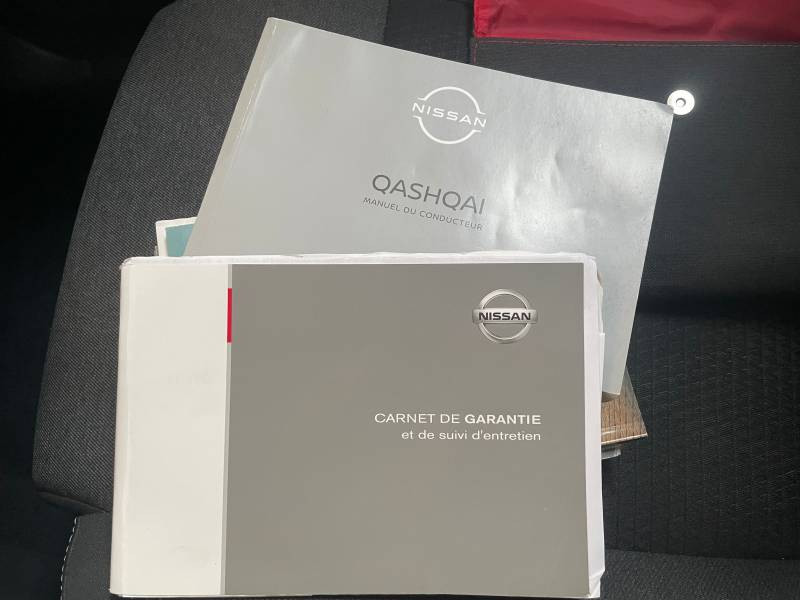 NISSAN
QASHQAI
MANUEL DU CONDUCTEUR
NISSAN
CARNET DE GARANTIE
et de suivi d'entretien